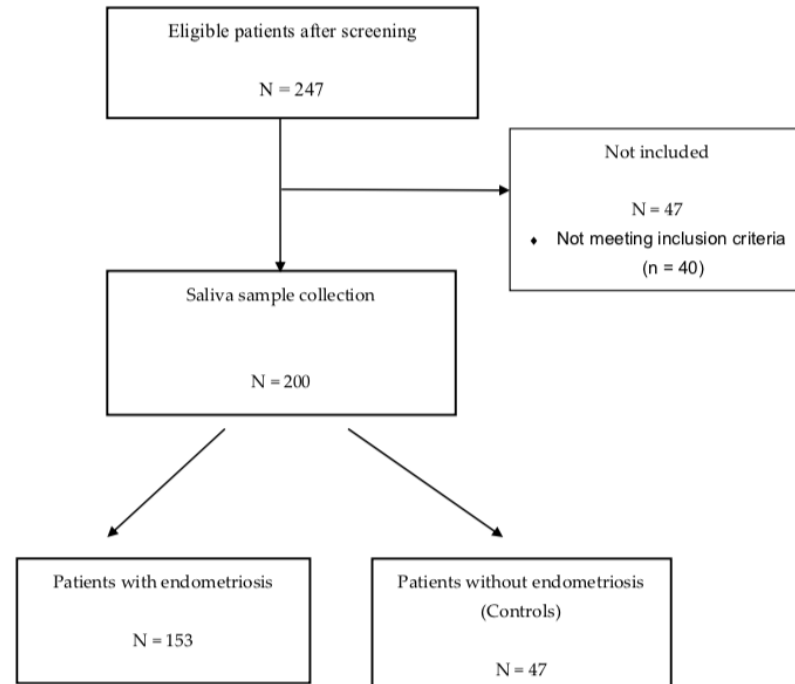 Eligible patients after screening
N = 247
Not included
N = 47
♦ Not meeting inclusion criteria
(n = 40)
Saliva sample collection
N = 200
Patients with endometriosis
N = 153
Patients without endometriosis
(Controls)
N = 47